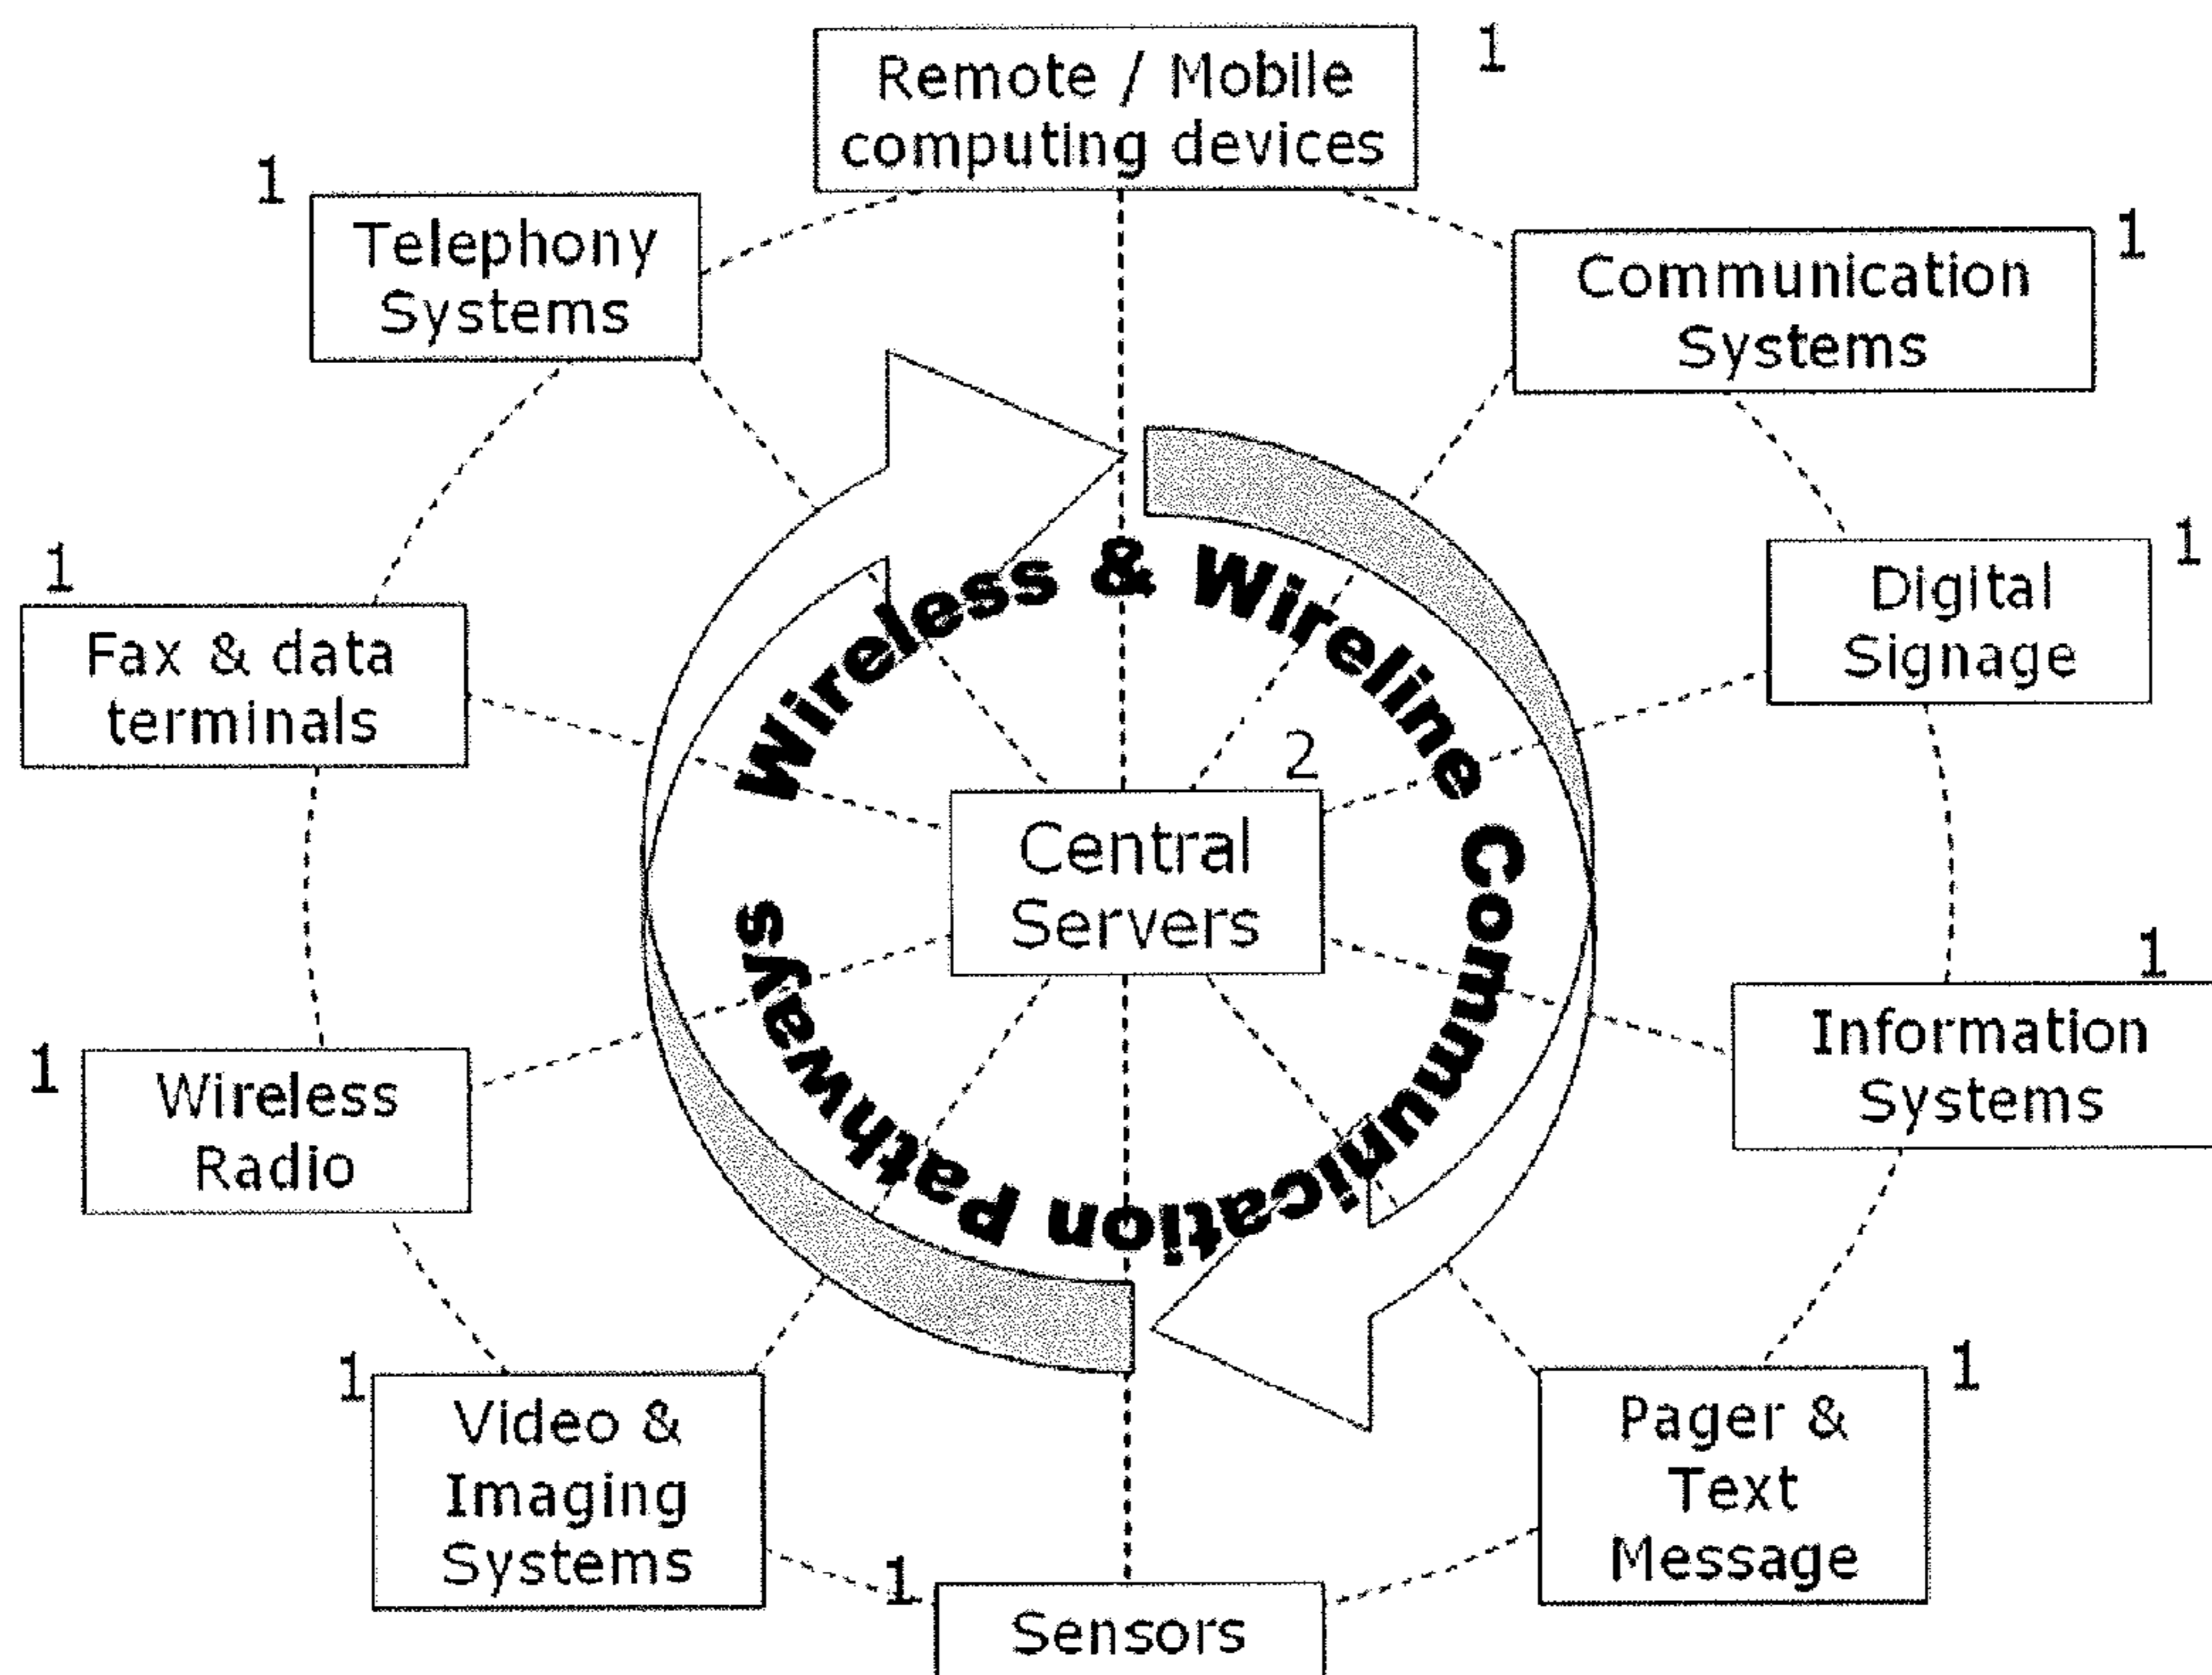 Remote / Mobile
computing devices
1
1
Telephony
Systems
Communication
Systems
1
1
Fax & data
terminals
Digital
Signage
1
Wireless & Wireline Communication Pathways
2
Central
Servers
1
Wireless
Radio
Information
Systems
1
1
Video &
Imaging
Systems
Pager &
Text
Message
1
1
Sensors